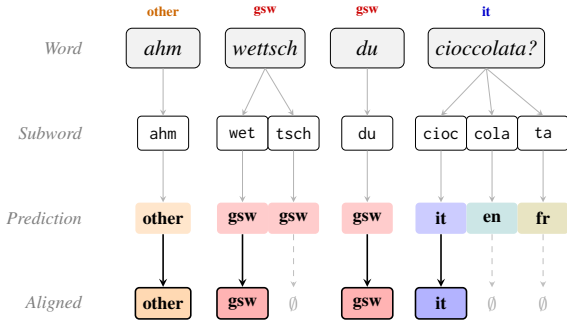 other gsw gsw it
Word ahm wettsch du cioccolata?
Subword ahm wet tsch du cioc cola ta
Prediction other gsw gsw gsw it en fr
Aligned other gsw ∅ gsw it ∅ ∅